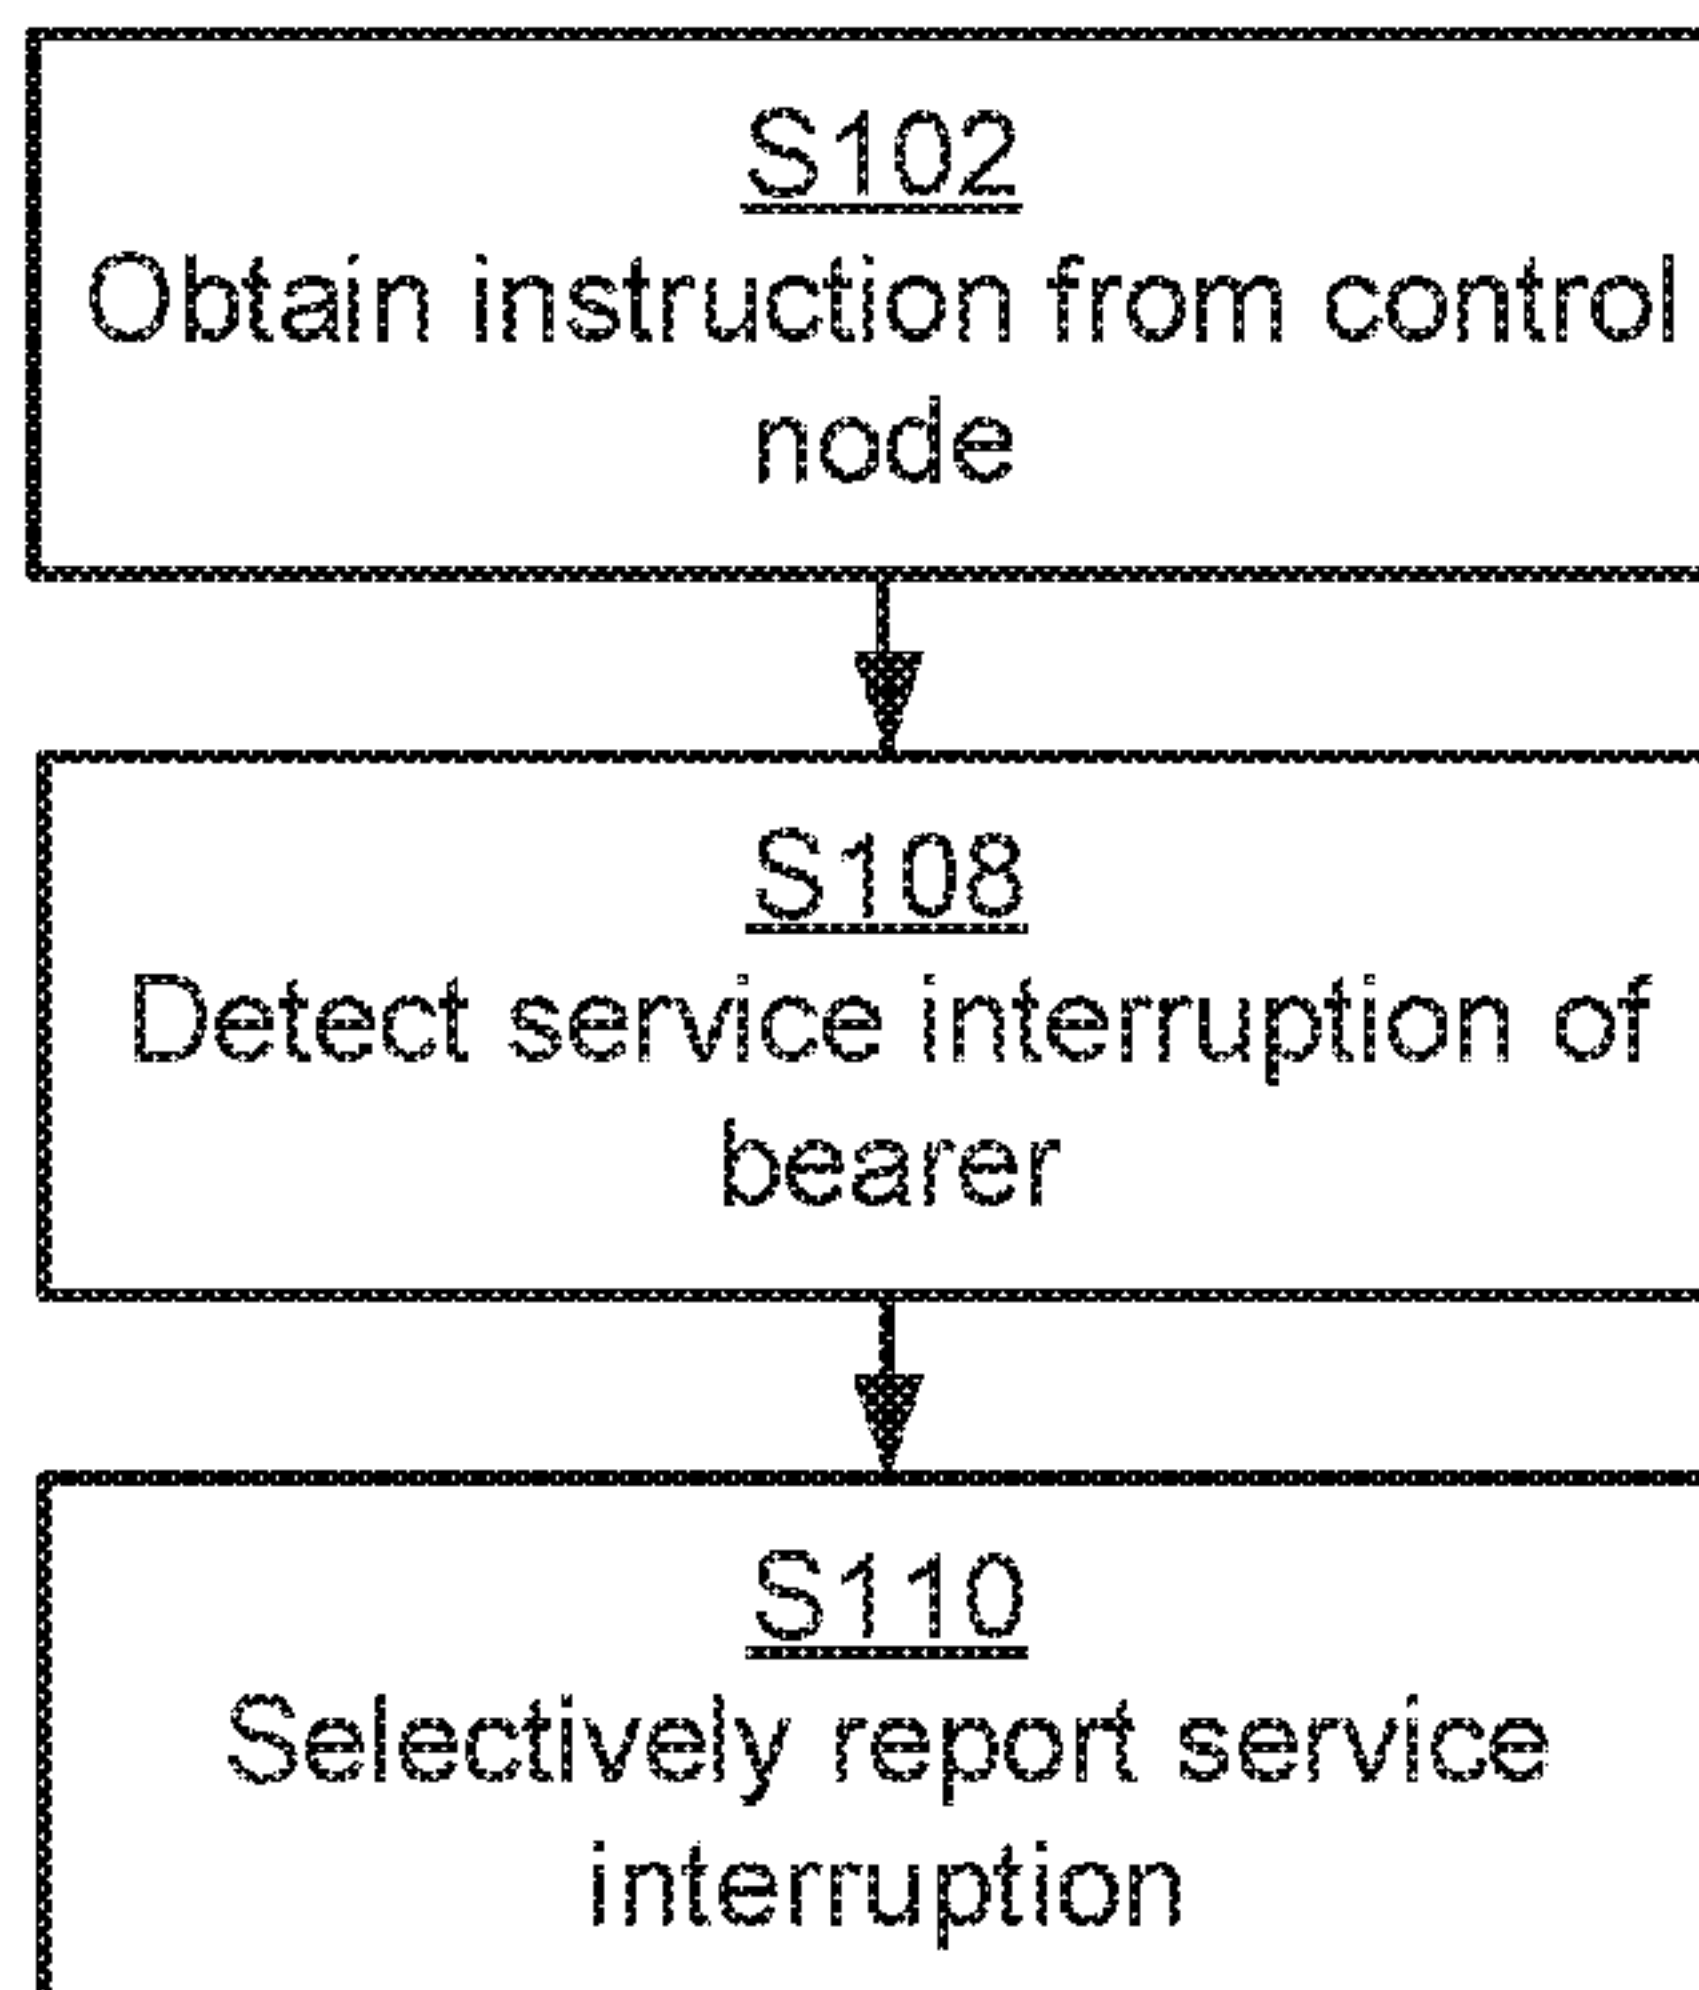 S102
Obtain instruction from control
node
S108
Detect service interruption of
bearer
S110
Selectively report service
interruption